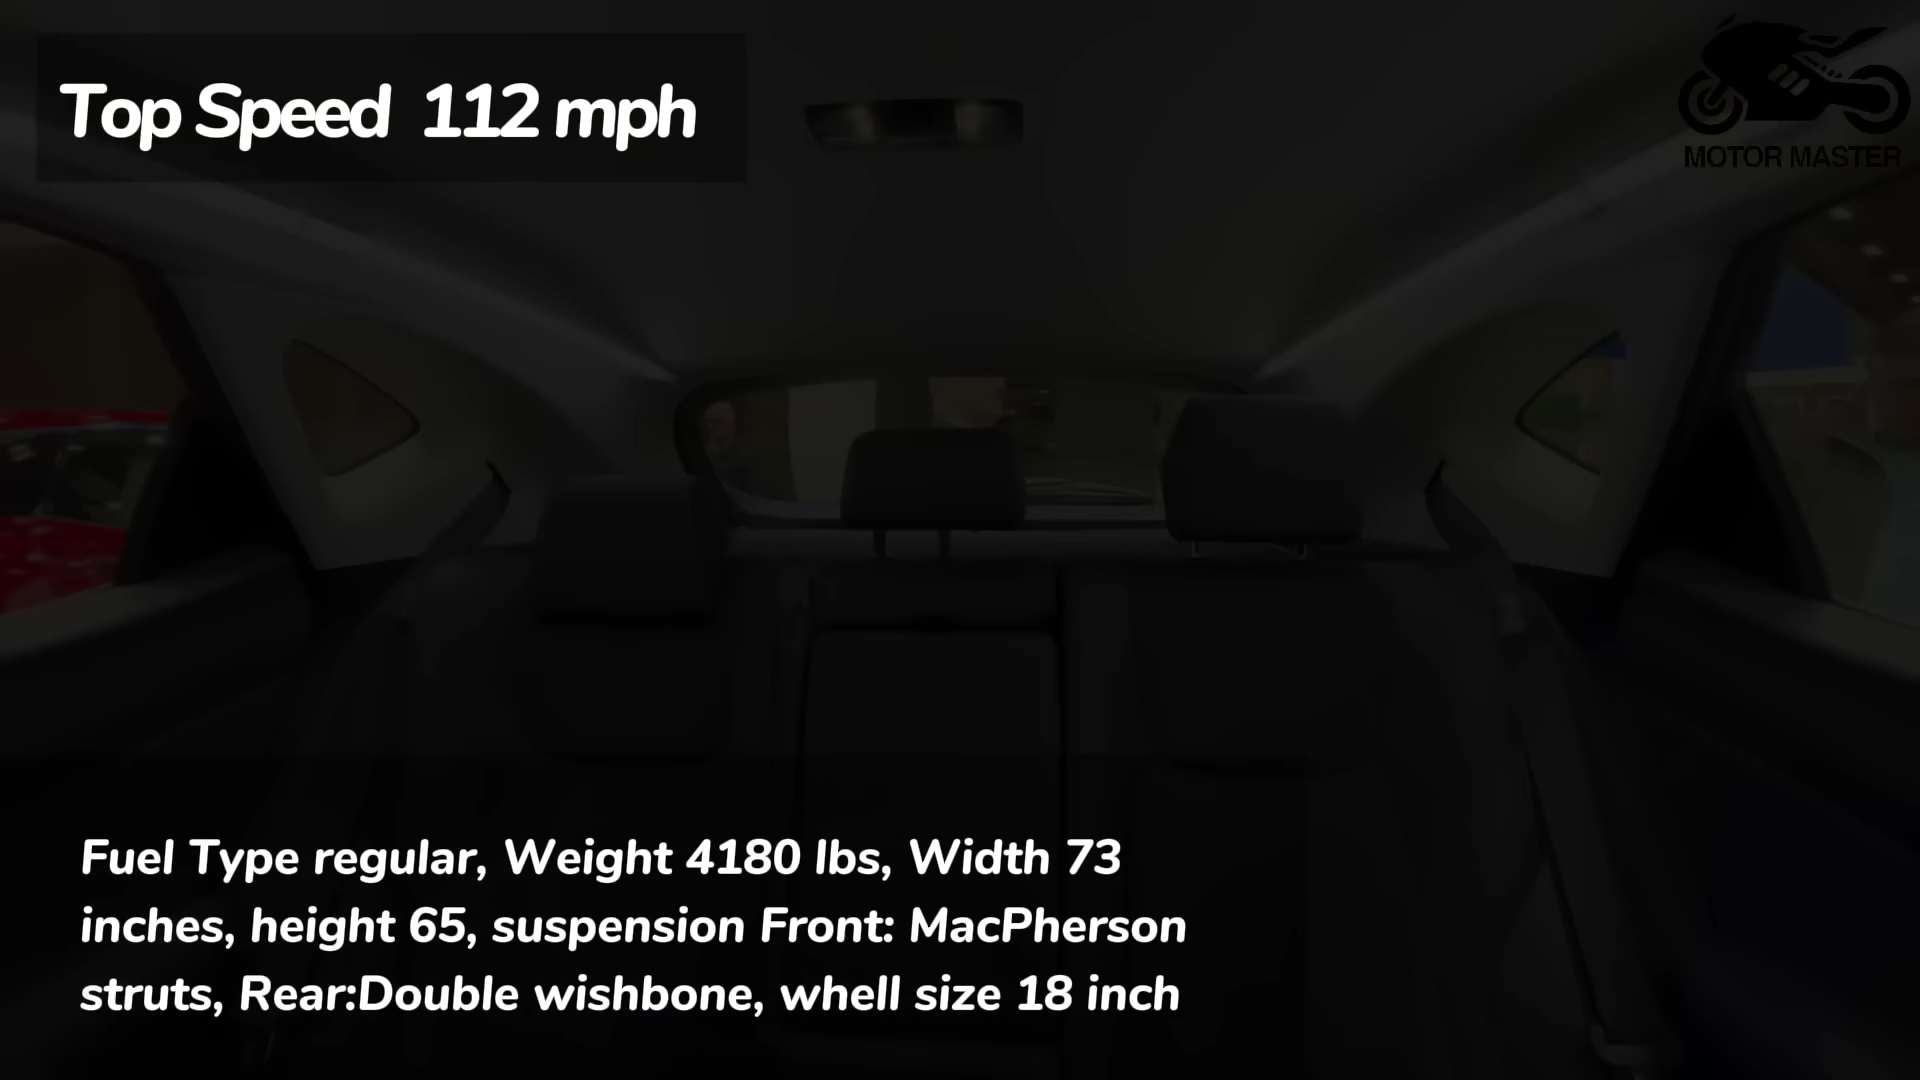 Top Speed 112 mph
MOTOR MASTER
Fuel Type regular, Weight 4180 lbs, Width 73
inches, height 65, suspension Front: MacPherson
struts, Rear:Double wishbone, whell size 18 inch